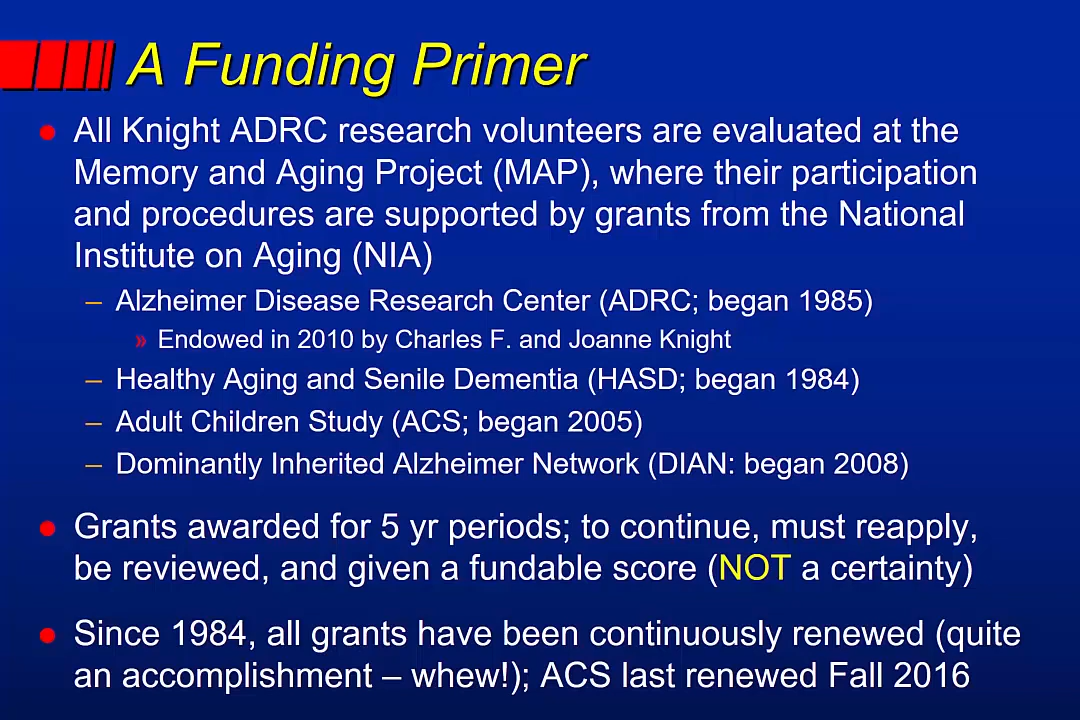 A Funding Primer
● All Knight ADRC research volunteers are evaluated at the
Memory and Aging Project (MAP), where their participation
and procedures are supported by grants from the National
Institute on Aging (NIA)
– Alzheimer Disease Research Center (ADRC; began 1985)
» Endowed in 2010 by Charles F. and Joanne Knight
– Healthy Aging and Senile Dementia (HASD; began 1984)
– Adult Children Study (ACS; began 2005)
– Dominantly Inherited Alzheimer Network (DIAN: began 2008)
● Grants awarded for 5 yr periods; to continue, must reapply,
be reviewed, and given a fundable score (NOT a certainty)
● Since 1984, all grants have been continuously renewed (quite
an accomplishment – whew!); ACS last renewed Fall 2016